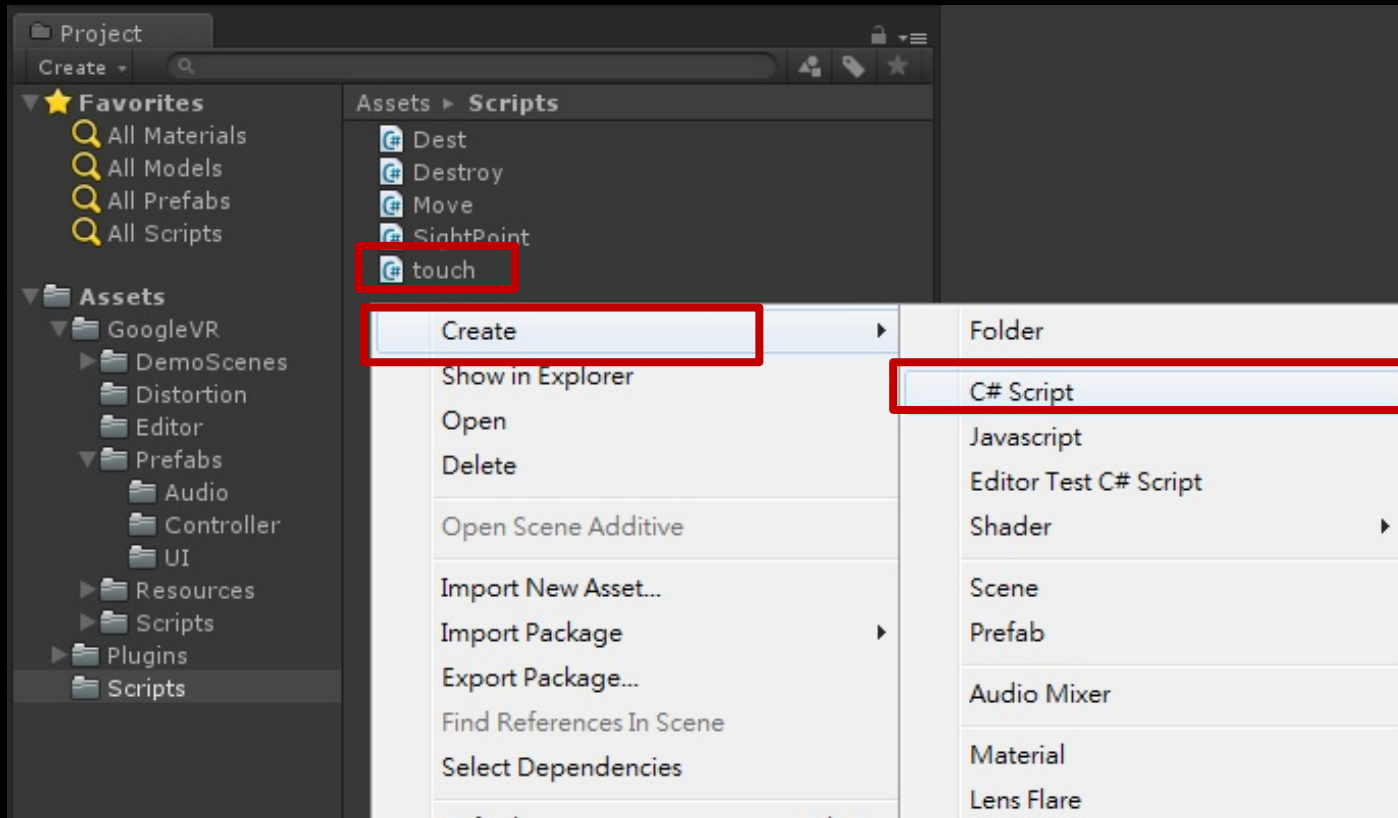 Project
Create
Favorites
All Materials
All Models
All Prefabs
All Scripts
Assets
GoogleVR
DemoScenes
Distortion
Editor
Prefabs
Audio
Controller
UI
Resources
Scripts
Plugins
Scripts
Assets Scripts
Dest
Destroy
Move
SightPoint
touch
Create
Show in Explorer
Open
Delete
Open Scene Additive
Import New Asset...
Import Package
Export Package...
Find References In Scene
Select Dependencies
Folder
C# Script
Javascript
Editor Test C# Script
Shader
Scene
Prefab
Audio Mixer
Material
Lens Flare